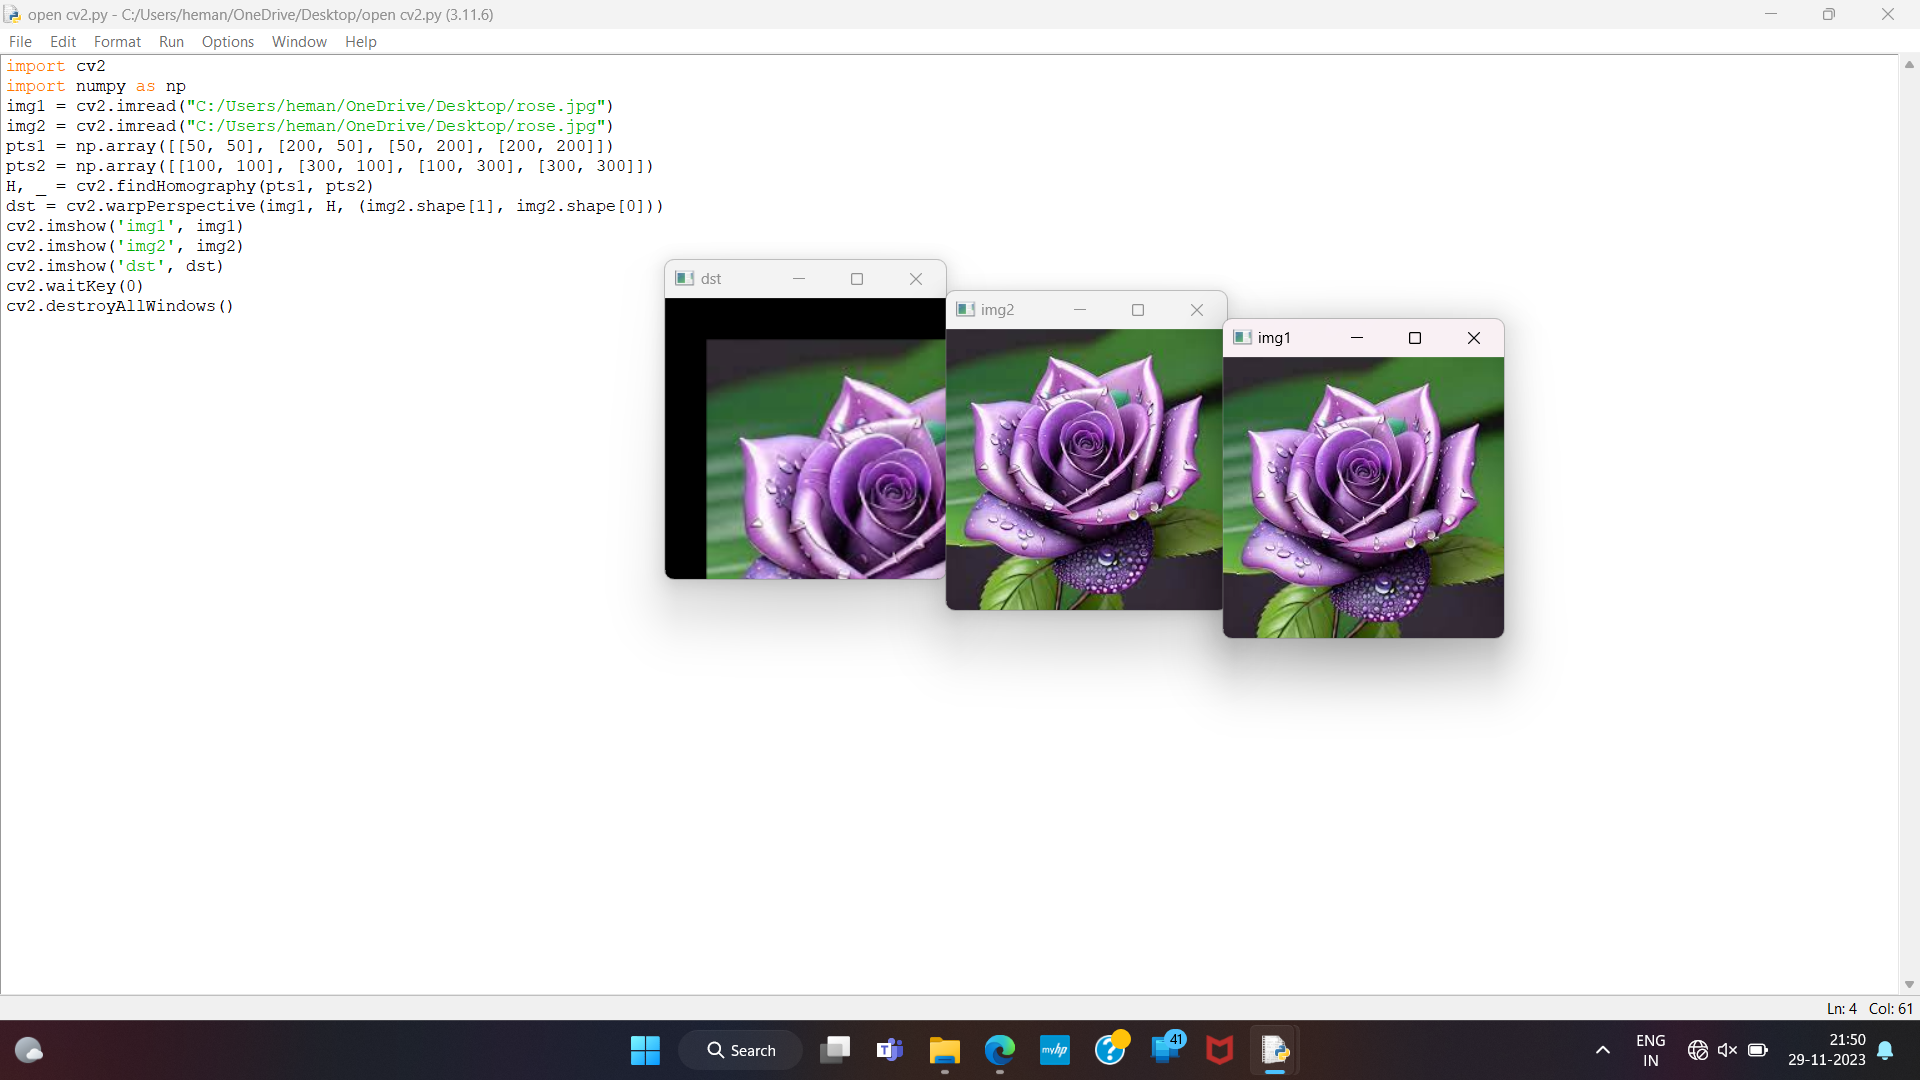 open cv2.py - C:/Users/heman/OneDrive/Desktop/open cv2.py (3.11.6)
File Edit Format Run Options Window Help
import cv2
import numpy as np
img1 = cv2.imread("C:/Users/heman/OneDrive/Desktop/rose.jpg")
img2 = cv2.imread("C:/Users/heman/OneDrive/Desktop/rose.jpg")
pts1 = np.array([[50, 50], [200, 50], [50, 200], [200, 200]])
pts2 = np.array([[100, 100], [300, 100], [100, 300], [300, 300]])
H, _ = cv2.findHomography(pts1, pts2)
dst = cv2.warpPerspective(img1, H, (img2.shape[1], img2.shape[0]))
cv2.imshow('img1', img1)
cv2.imshow('img2', img2)
cv2.imshow('dst', dst)
cv2.waitKey(0)
cv2.destroyAllWindows()
dst
img2
img1
Ln: 4 Col: 61
Search
T
myhp
?
41
ENG
IN
21:50
29-11-2023